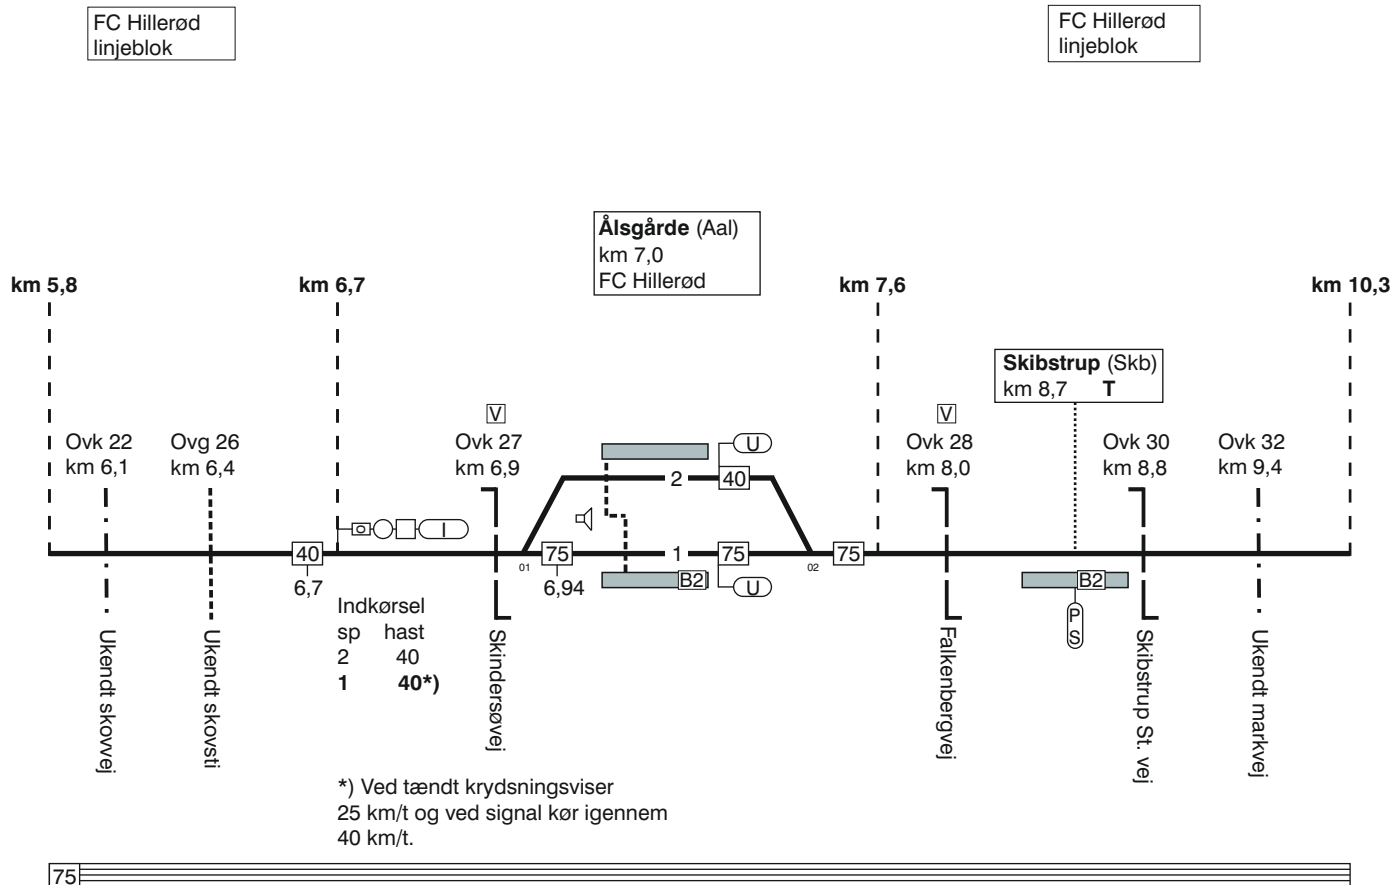 FC Hillerød
linjeblok
FC Hillerød
linjeblok
Ålsgårde (Aal)
km 7,0
FC Hillerød
km 5,8
km 6,7
km 7,6
km 10,3
Skibstrup (Skb)
km 8,7 T
V
V
Ovk 22
km 6,1
Ovg 26
km 6,4
Ovk 27
km 6,9
Ovk 28
km 8,0
Ovk 30
km 8,8
Ovk 32
km 9,4
U
2
40
I
40
75
1
75
75
01
02
6,7
6,94
B2
U
B2
P
S
Indkørsel
sp hast
2 40
1 40*)
Ukendt skovvej
Ukendt skovsti
Skindersøvej
Falkenbergvej
Skibstrup St. vej
Ukendt markvej
*) Ved tændt krydsningsviser
25 km/t og ved signal kør igennem
40 km/t.
75